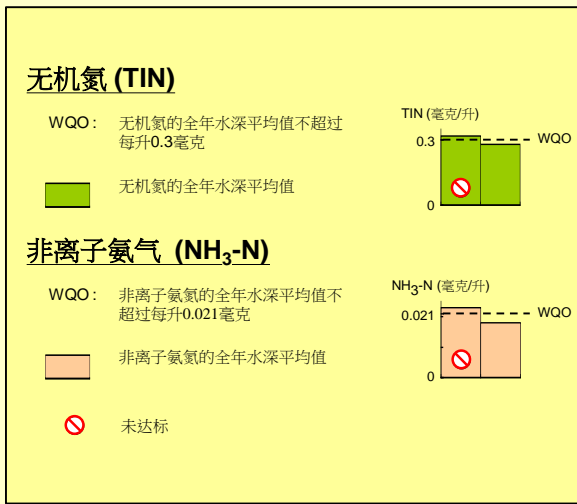 无机氮 (TIN)
WQO : 无机氮的全年水深平均值不超过
每升0.3毫克
无机氮的全年水深平均值
TIN (毫克/升)
0.3
WQO
0
非离子氨气 (NH₃-N)
WQO : 非离子氨氮的全年水深平均值不
超过每升0.021毫克
非离子氨氮的全年水深平均值
NH₃-N (毫克/升)
0.021
WQO
0
未达标